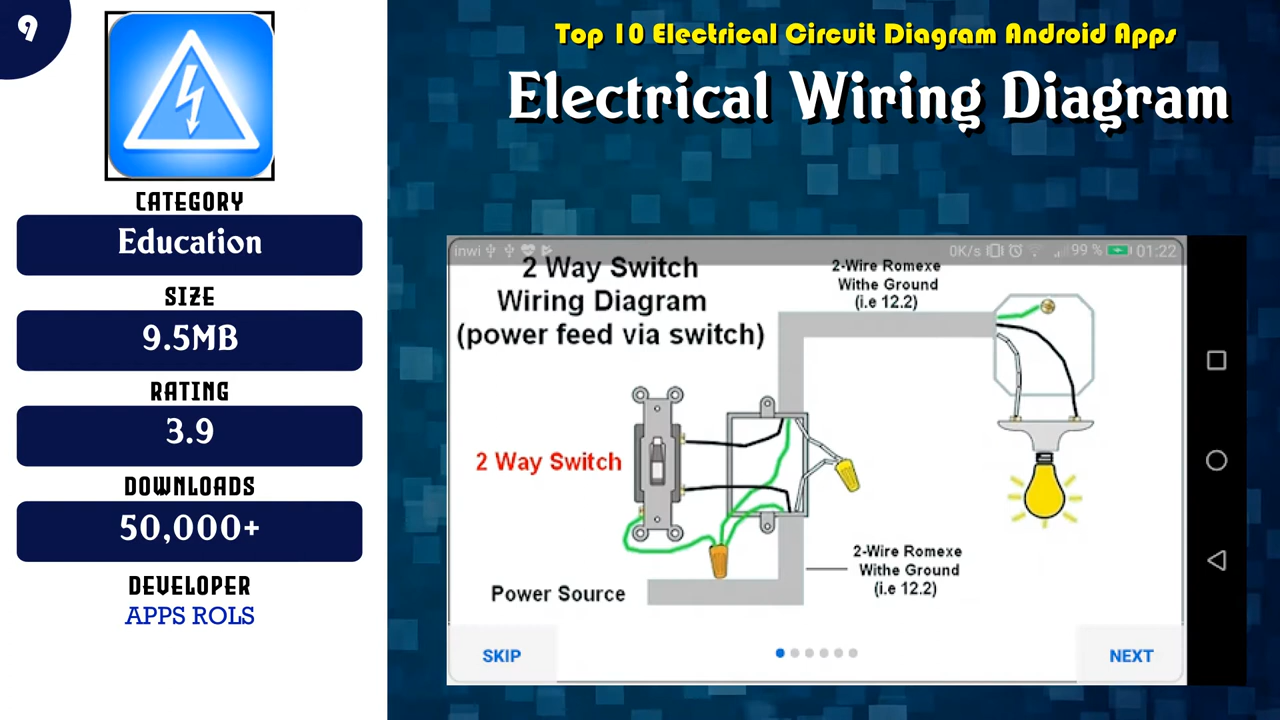 9
Top 10 Electrical Circuit Diagram Android Apps
Electrical Wiring Diagram
CATEGORY
Education
SIZE
9.5MB
RATING
3.9
DOWNLOADS
50,000+
DEVELOPER
APPS ROLS
inwi
0K/s
99 %
01:22
2 Way Switch
Wiring Diagram
(power feed via switch)
2-Wire Romexe
Withe Ground
(i.e 12.2)
2 Way Switch
2-Wire Romexe
Withe Ground
(i.e 12.2)
Power Source
SKIP
NEXT